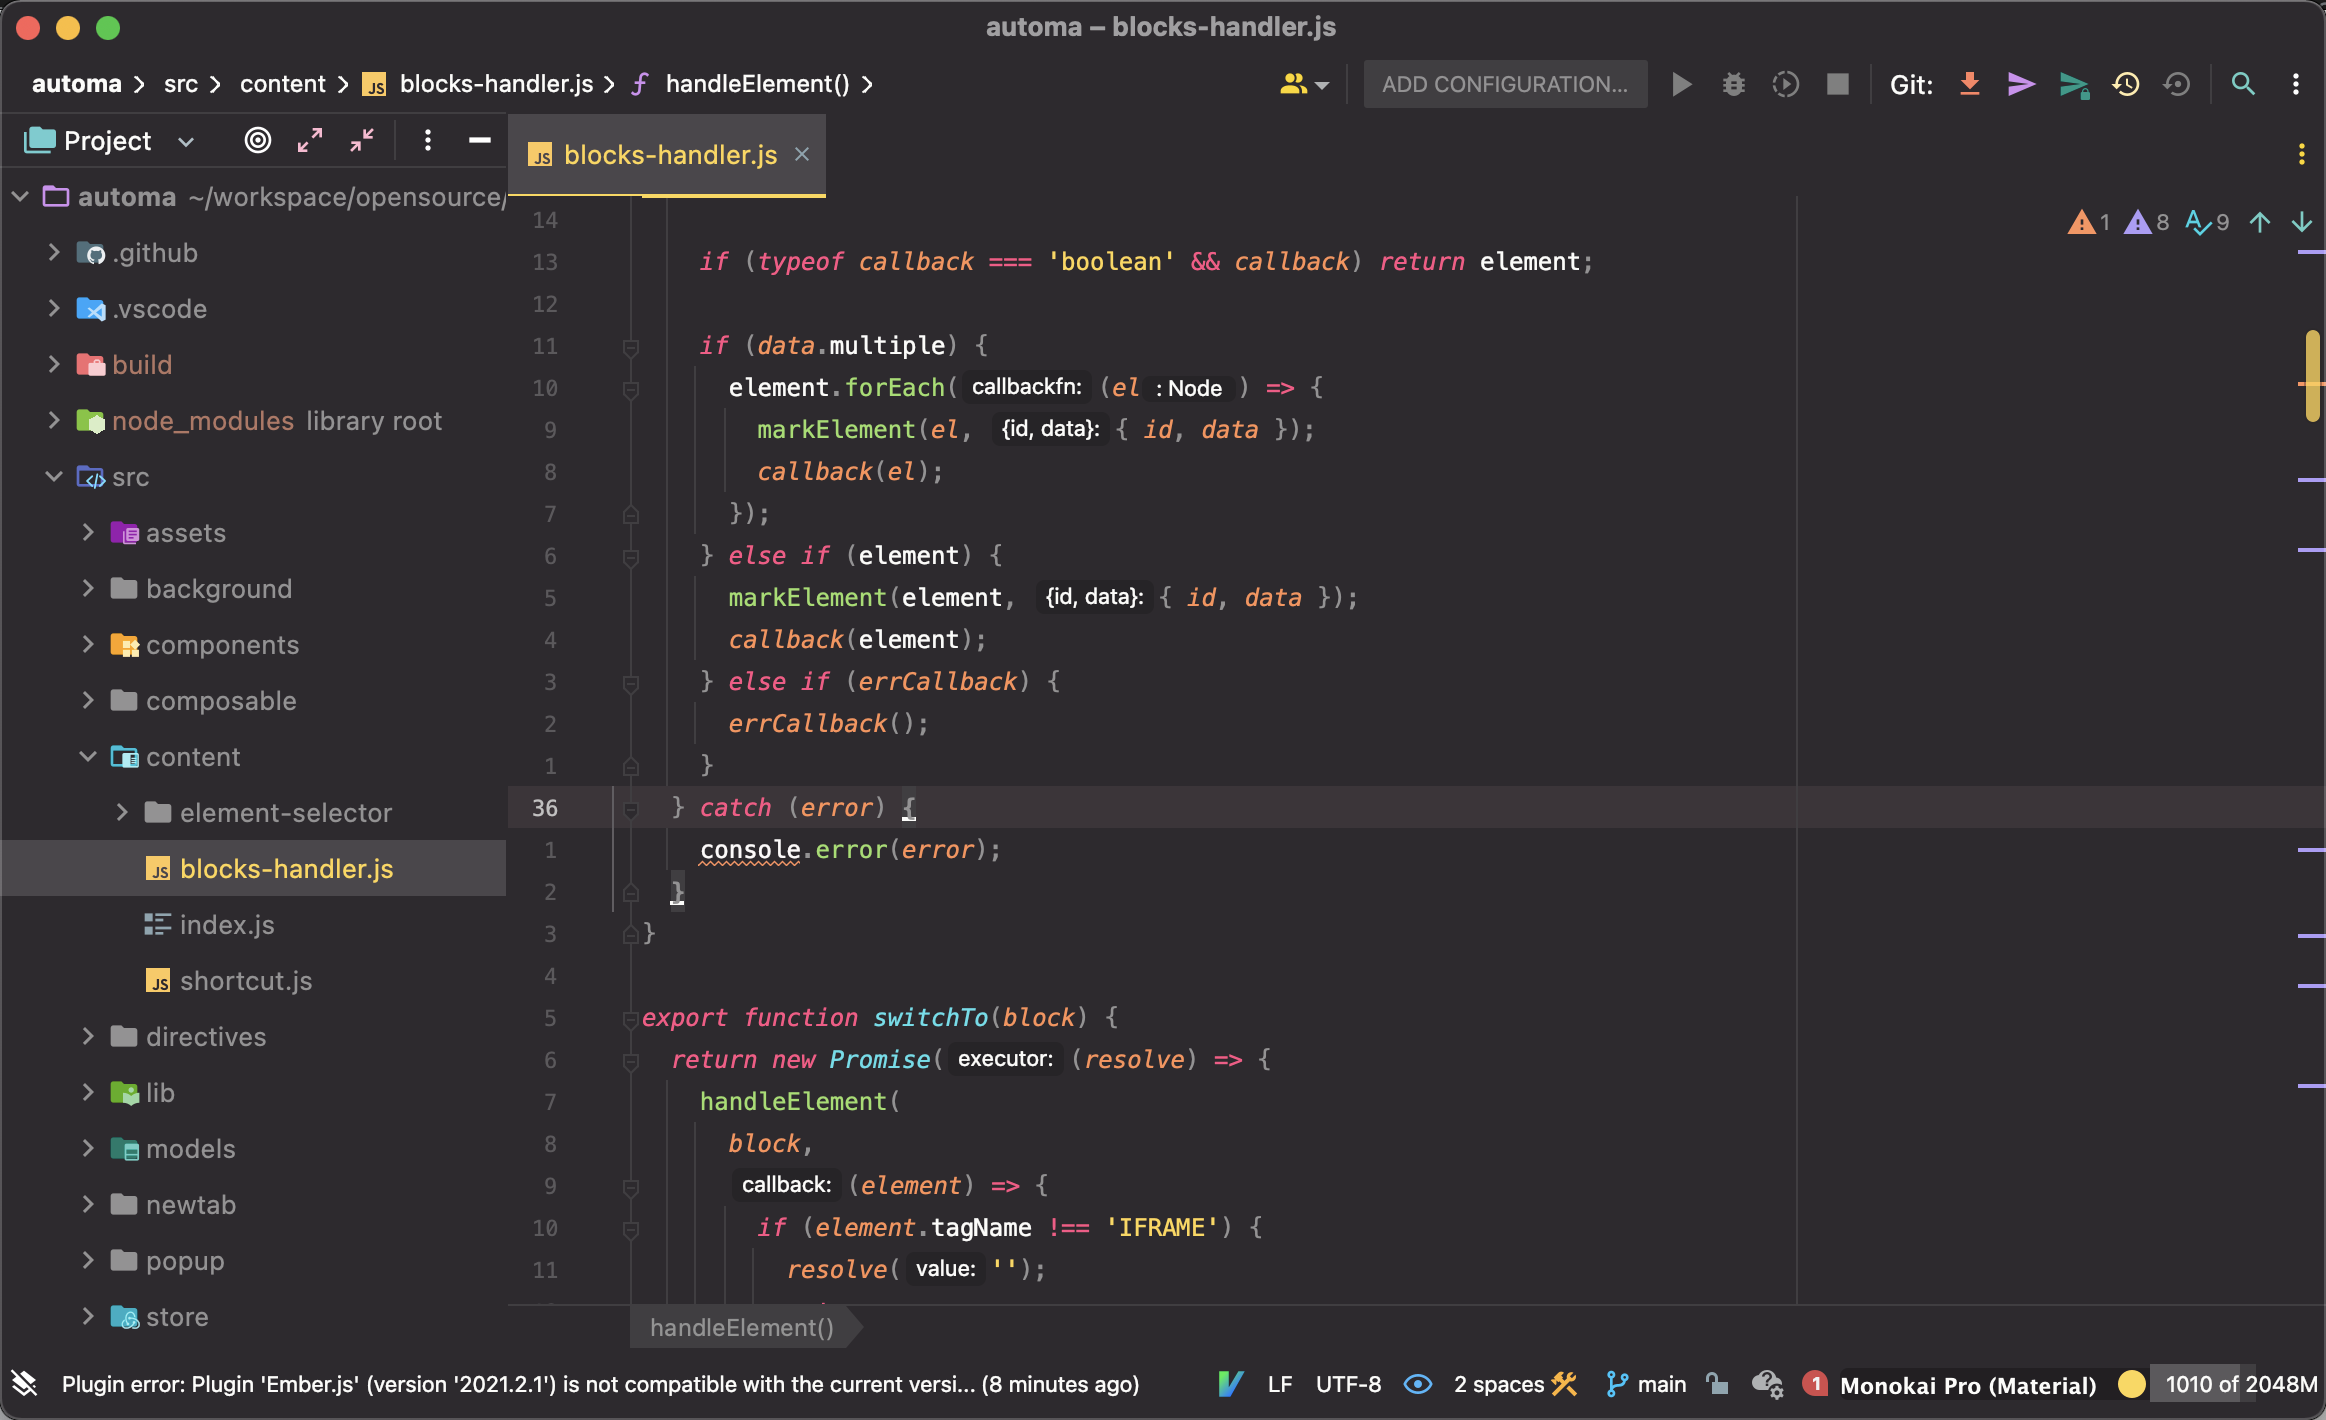 automa – blocks-handler.js
automa > src > content > JS blocks-handler.js > f handleElement() >
ADD CONFIGURATION...
Git:
Project
JS blocks-handler.js ×
automa ~/workspace/opensource/
.github
.vscode
build
node_modules library root
src
assets
background
components
composable
content
element-selector
JS blocks-handler.js
index.js
JS shortcut.js
directives
lib
models
newtab
popup
store
1 8 9
14
13 if (typeof callback === 'boolean' && callback) return element;
12
11 if (data.multiple) {
10 element.forEach( callbackfn: (el : Node ) => {
9 markElement(el, {id, data}: { id, data });
8 callback(el);
7 });
6 } else if (element) {
5 markElement(element, {id, data}: { id, data });
4 callback(element);
3 } else if (errCallback) {
2 errCallback();
1 }
36 } catch (error) {
1 console.error(error);
2 }
3 }
4
5 export function switchTo(block) {
6 return new Promise( executor: (resolve) => {
7 handleElement(
8 block,
9 callback: (element) => {
10 if (element.tagName !== 'IFRAME') {
11 resolve( value: '');
handleElement()
Plugin error: Plugin 'Ember.js' (version '2021.2.1') is not compatible with the current versi... (8 minutes ago)
LF UTF-8 2 spaces main 1 Monokai Pro (Material) 1010 of 2048M